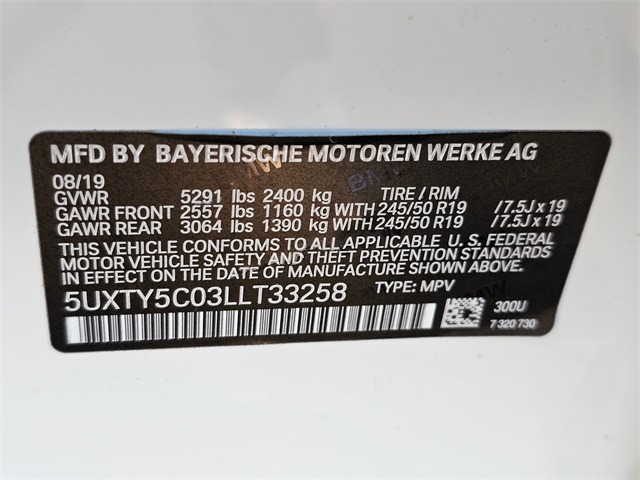 MFD BY BAYERISCHE MOTOREN WERKE AG
08/19
GVWR 5291 lbs 2400 kg TIRE / RIM
GAWR FRONT 2557 lbs 1160 kg WITH 245/50 R19 /7.5J x 19
GAWR REAR 3064 lbs 1390 kg WITH 245/50 R19 /7.5J x 19
THIS VEHICLE CONFORMS TO ALL APPLICABLE U. S. FEDERAL
MOTOR VEHICLE SAFETY AND THEFT PREVENTION STANDARDS
IN EFFECT ON THE DATE OF MANUFACTURE SHOWN ABOVE.
5UXTY5C03LLT33258 TYPE: MPV
300U
7 320 730